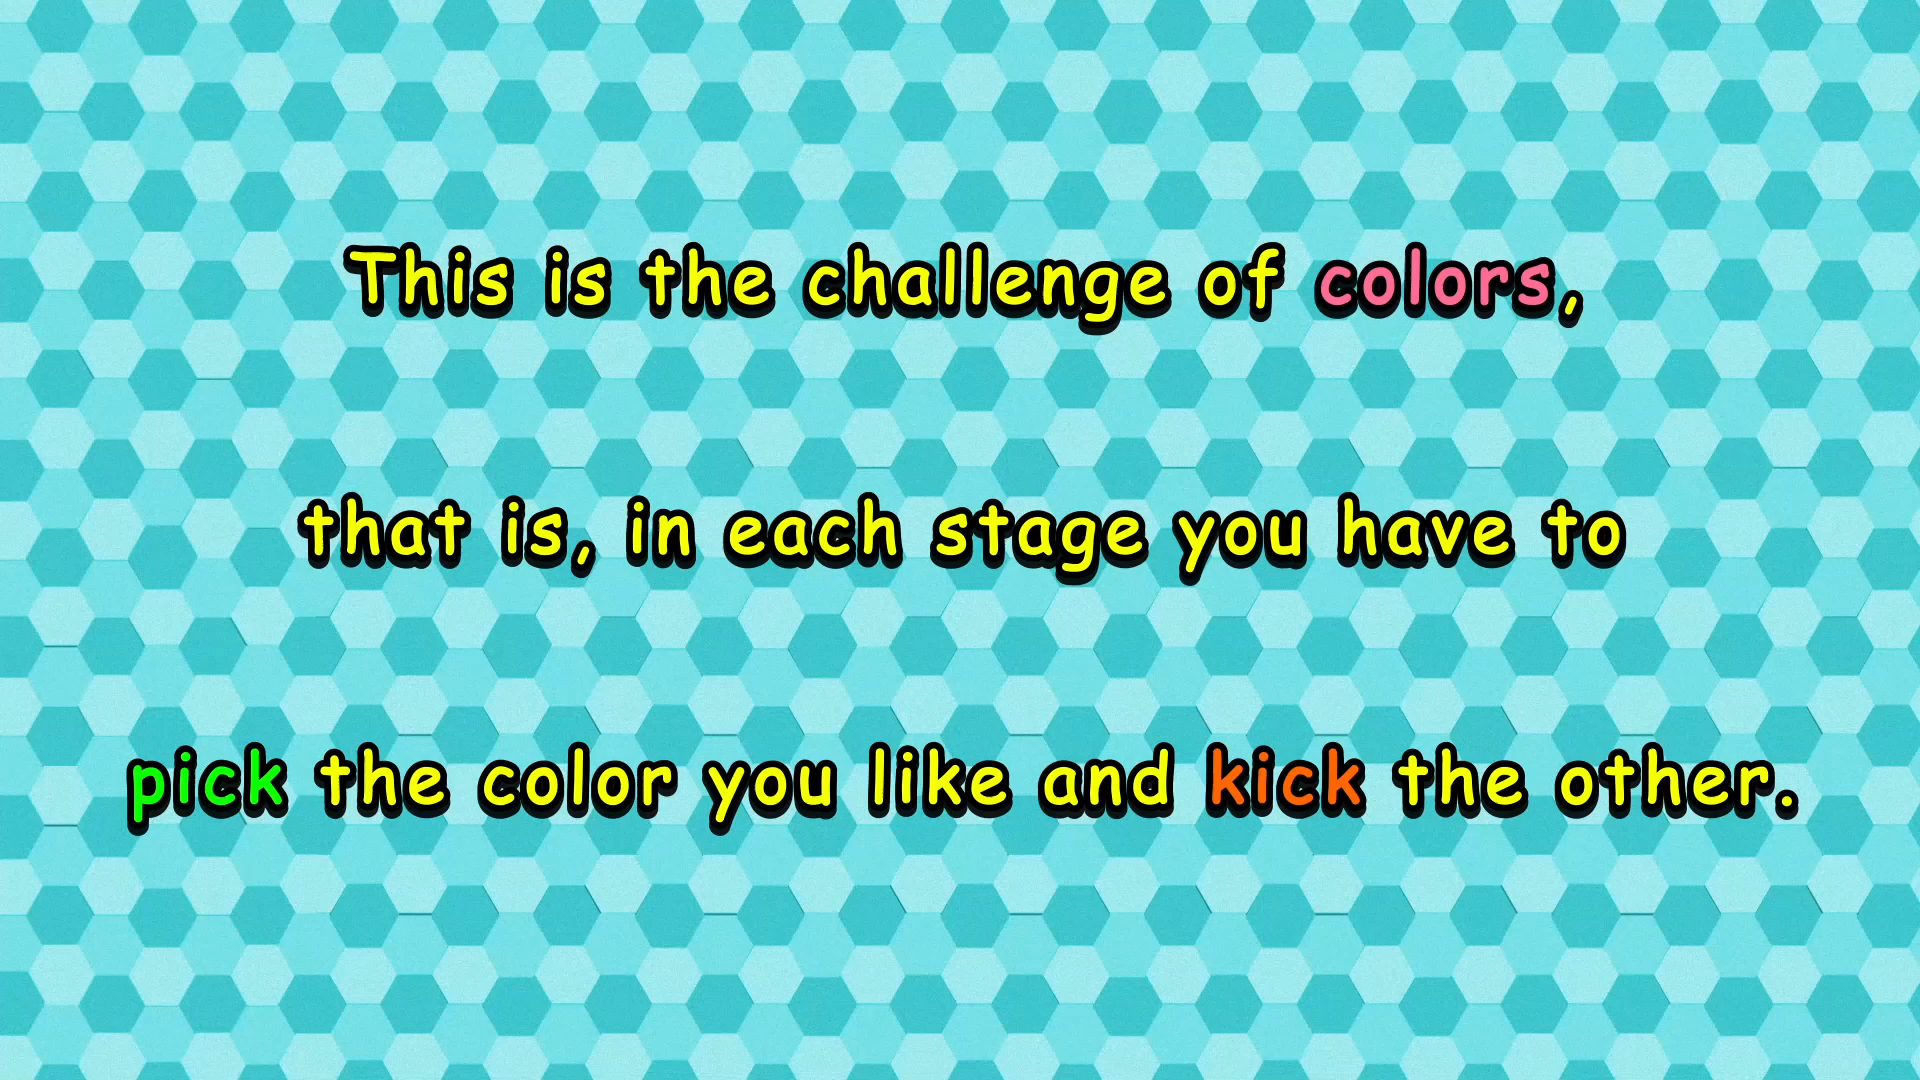 This is the challenge of colors,
that is, in each stage you have to
pick the color you like and kick the other.